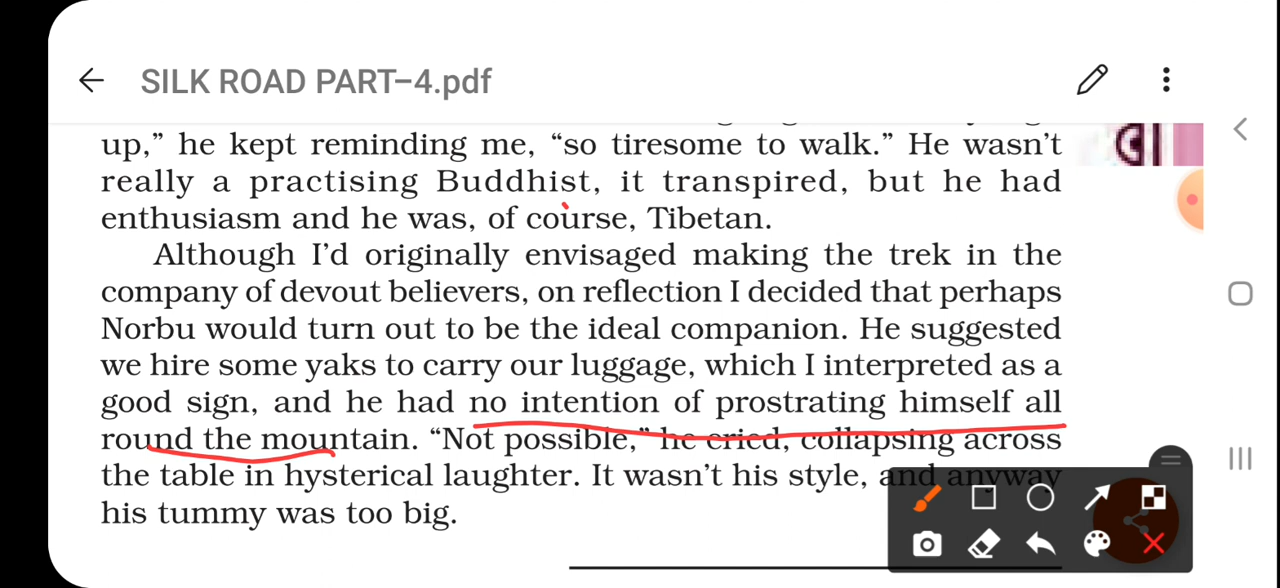 SILK ROAD PART-4.pdf
up,” he kept reminding me, “so tiresome to walk.” He wasn’t
really a practising Buddhist, it transpired, but he had
enthusiasm and he was, of course, Tibetan.
Although I’d originally envisaged making the trek in the
company of devout believers, on reflection I decided that perhaps
Norbu would turn out to be the ideal companion. He suggested
we hire some yaks to carry our luggage, which I interpreted as a
good sign, and he had no intention of prostrating himself all
round the mountain. “Not possible,” he cried, collapsing across
the table in hysterical laughter. It wasn’t his style, and anyway
his tummy was too big.